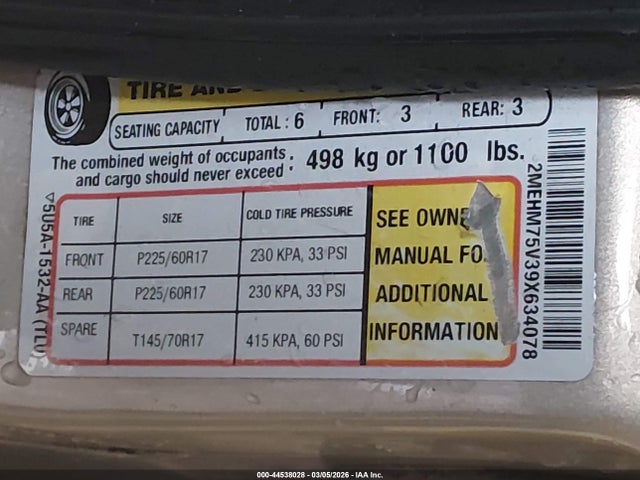 TIRE AND
SEATING CAPACITY TOTAL : 6 FRONT: 3 REAR: 3
The combined weight of occupants
and cargo should never exceed : 498 kg or 1100 lbs.
TIRE SIZE COLD TIRE PRESSURE
FRONT P225/60R17 230 KPA, 33 PSI
REAR P225/60R17 230 KPA, 33 PSI
SPARE T145/70R17 415 KPA, 60 PSI
SEE OWNE
MANUAL FO
ADDITIONAL
INFORMATION
5U5A-1532-AA (TLU)
2MEHM75V39X634078
000-44538028 - 03/05/2026 - IAA Inc.